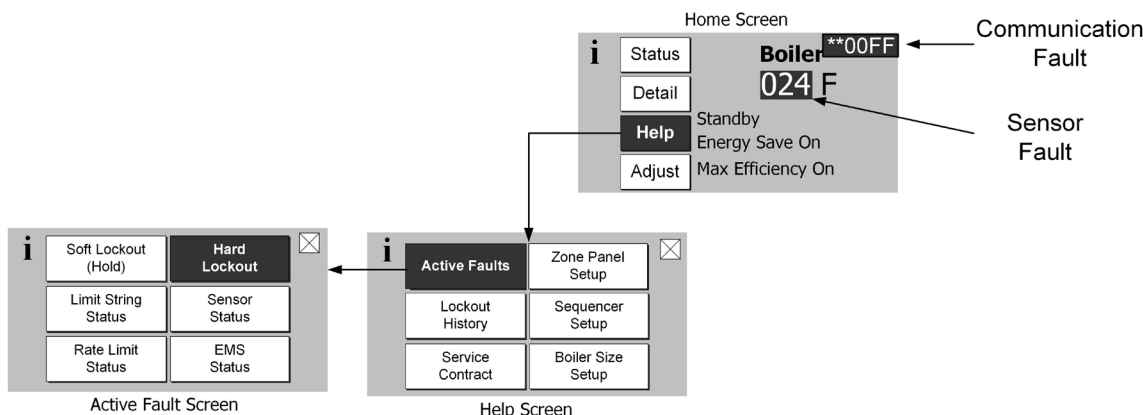 Home Screen
i
Status
Boiler
**00FF
Communication
Fault
Detail
024 F
Help
Standby
Energy Save On
Sensor
Fault
Adjust
Max Efficiency On
i
Soft Lockout
(Hold)
Hard
Lockout
Limit String
Status
Sensor
Status
Rate Limit
Status
EMS
Status
Active Fault Screen
i
Active Faults
Zone Panel
Setup
Lockout
History
Sequencer
Setup
Service
Contract
Boiler Size
Setup
Help Screen